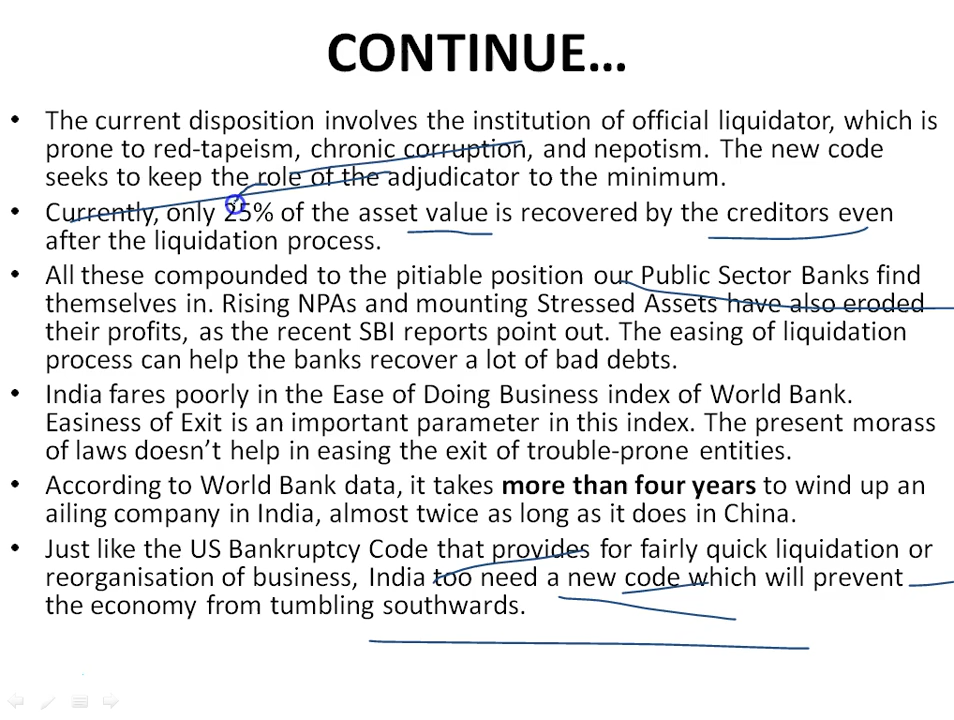 CONTINUE…
• The current disposition involves the institution of official liquidator, which is
prone to red-tapeism, chronic corruption, and nepotism. The new code
seeks to keep the role of the adjudicator to the minimum.
• Currently, only 25% of the asset value is recovered by the creditors even
after the liquidation process.
• All these compounded to the pitiable position our Public Sector Banks find
themselves in. Rising NPAs and mounting Stressed Assets have also eroded
their profits, as the recent SBI reports point out. The easing of liquidation
process can help the banks recover a lot of bad debts.
• India fares poorly in the Ease of Doing Business index of World Bank.
Easiness of Exit is an important parameter in this index. The present morass
of laws doesn’t help in easing the exit of trouble-prone entities.
• According to World Bank data, it takes more than four years to wind up an
ailing company in India, almost twice as long as it does in China.
• Just like the US Bankruptcy Code that provides for fairly quick liquidation or
reorganisation of business, India too need a new code which will prevent
the economy from tumbling southwards.